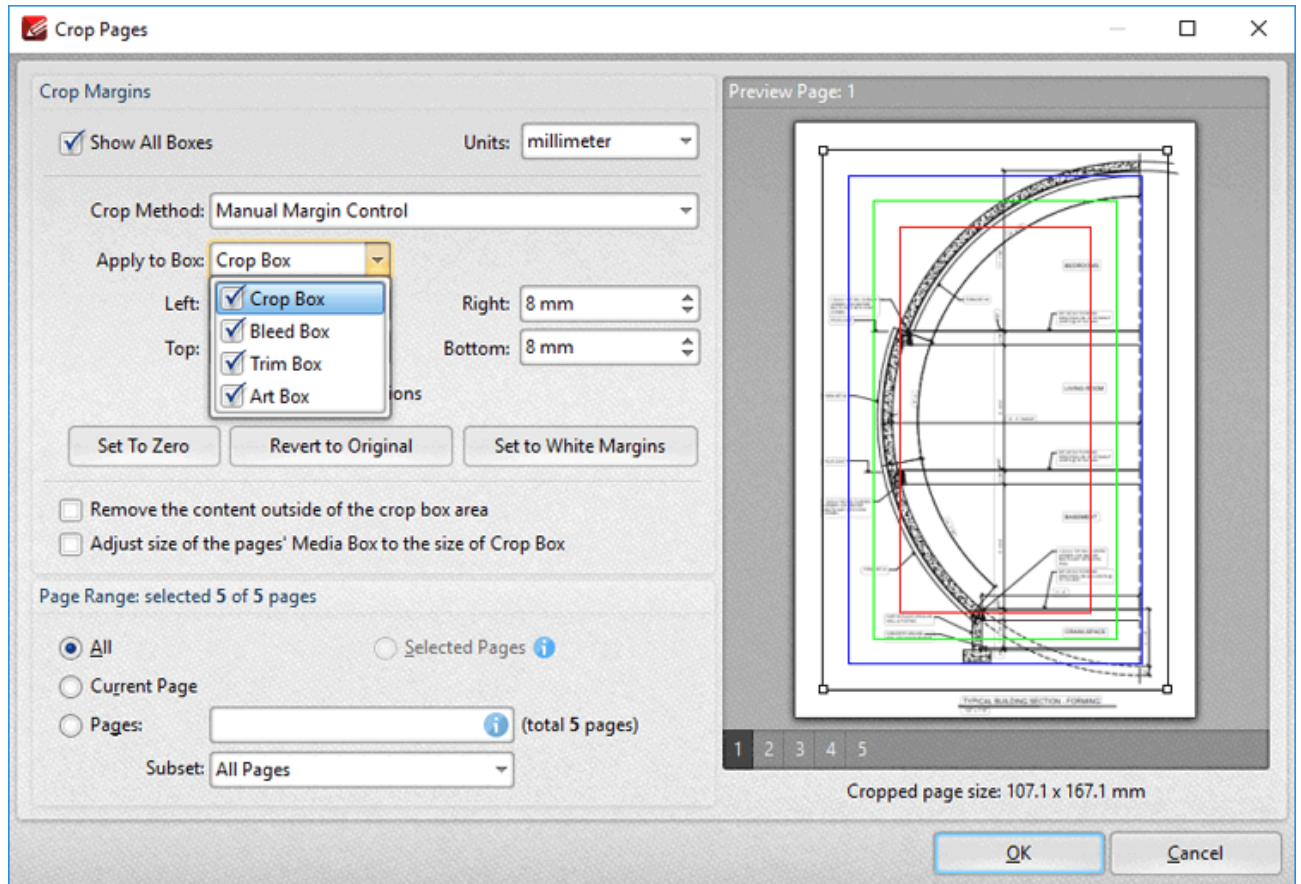 Crop Pages
Crop Margins
Show All Boxes
Units: millimeter
Crop Method: Manual Margin Control
Apply to Box: Crop Box
Crop Box
Bleed Box
Trim Box
Art Box
Left:
Right: 8 mm
Top:
Bottom: 8 mm
ions
Set To Zero
Revert to Original
Set to White Margins
Remove the content outside of the crop box area
Adjust size of the pages' Media Box to the size of Crop Box
Page Range: selected 5 of 5 pages
All
Selected Pages
Current Page
Pages:
(total 5 pages)
Subset: All Pages
Preview Page: 1
BEDROOMS
LIVING ROOM
BASEMENT
CRAWLSPACE
TYPICAL BUILDING SECTION - FORMING
1 2 3 4 5
Cropped page size: 107.1 x 167.1 mm
OK
Cancel